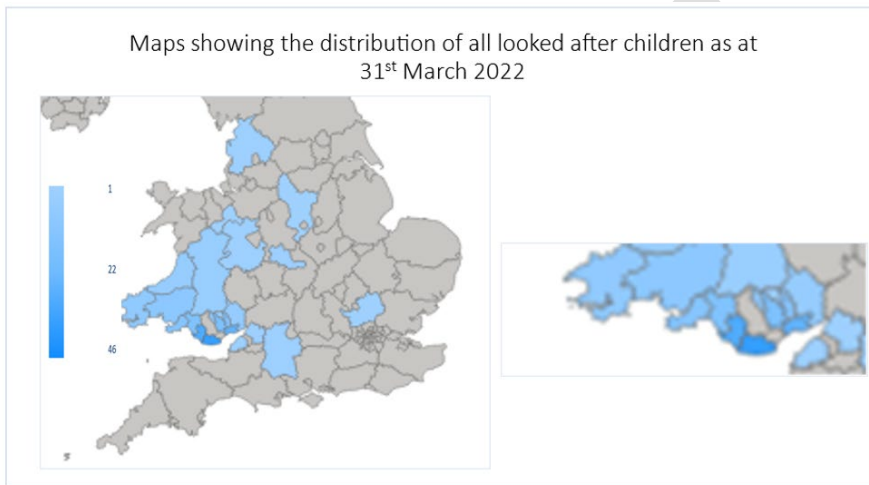 Maps showing the distribution of all looked after children as at
31st March 2022
1
22
46